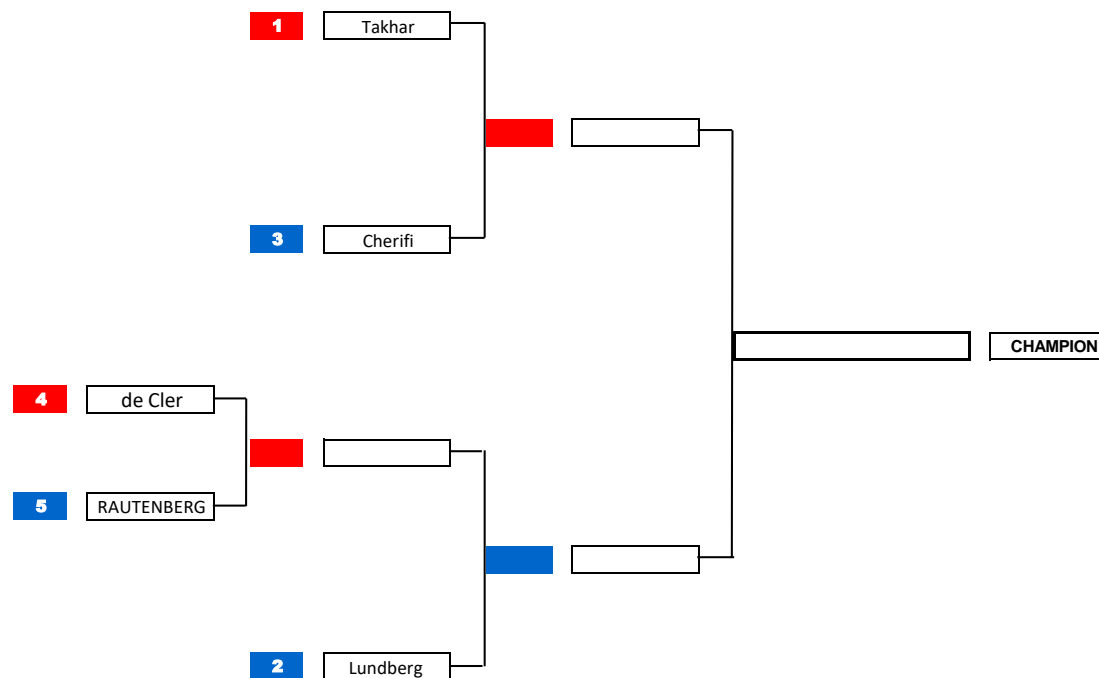 1 Takhar
3 Cherifi
CHAMPION
4 de Cler
5 RAUTENBERG
2 Lundberg